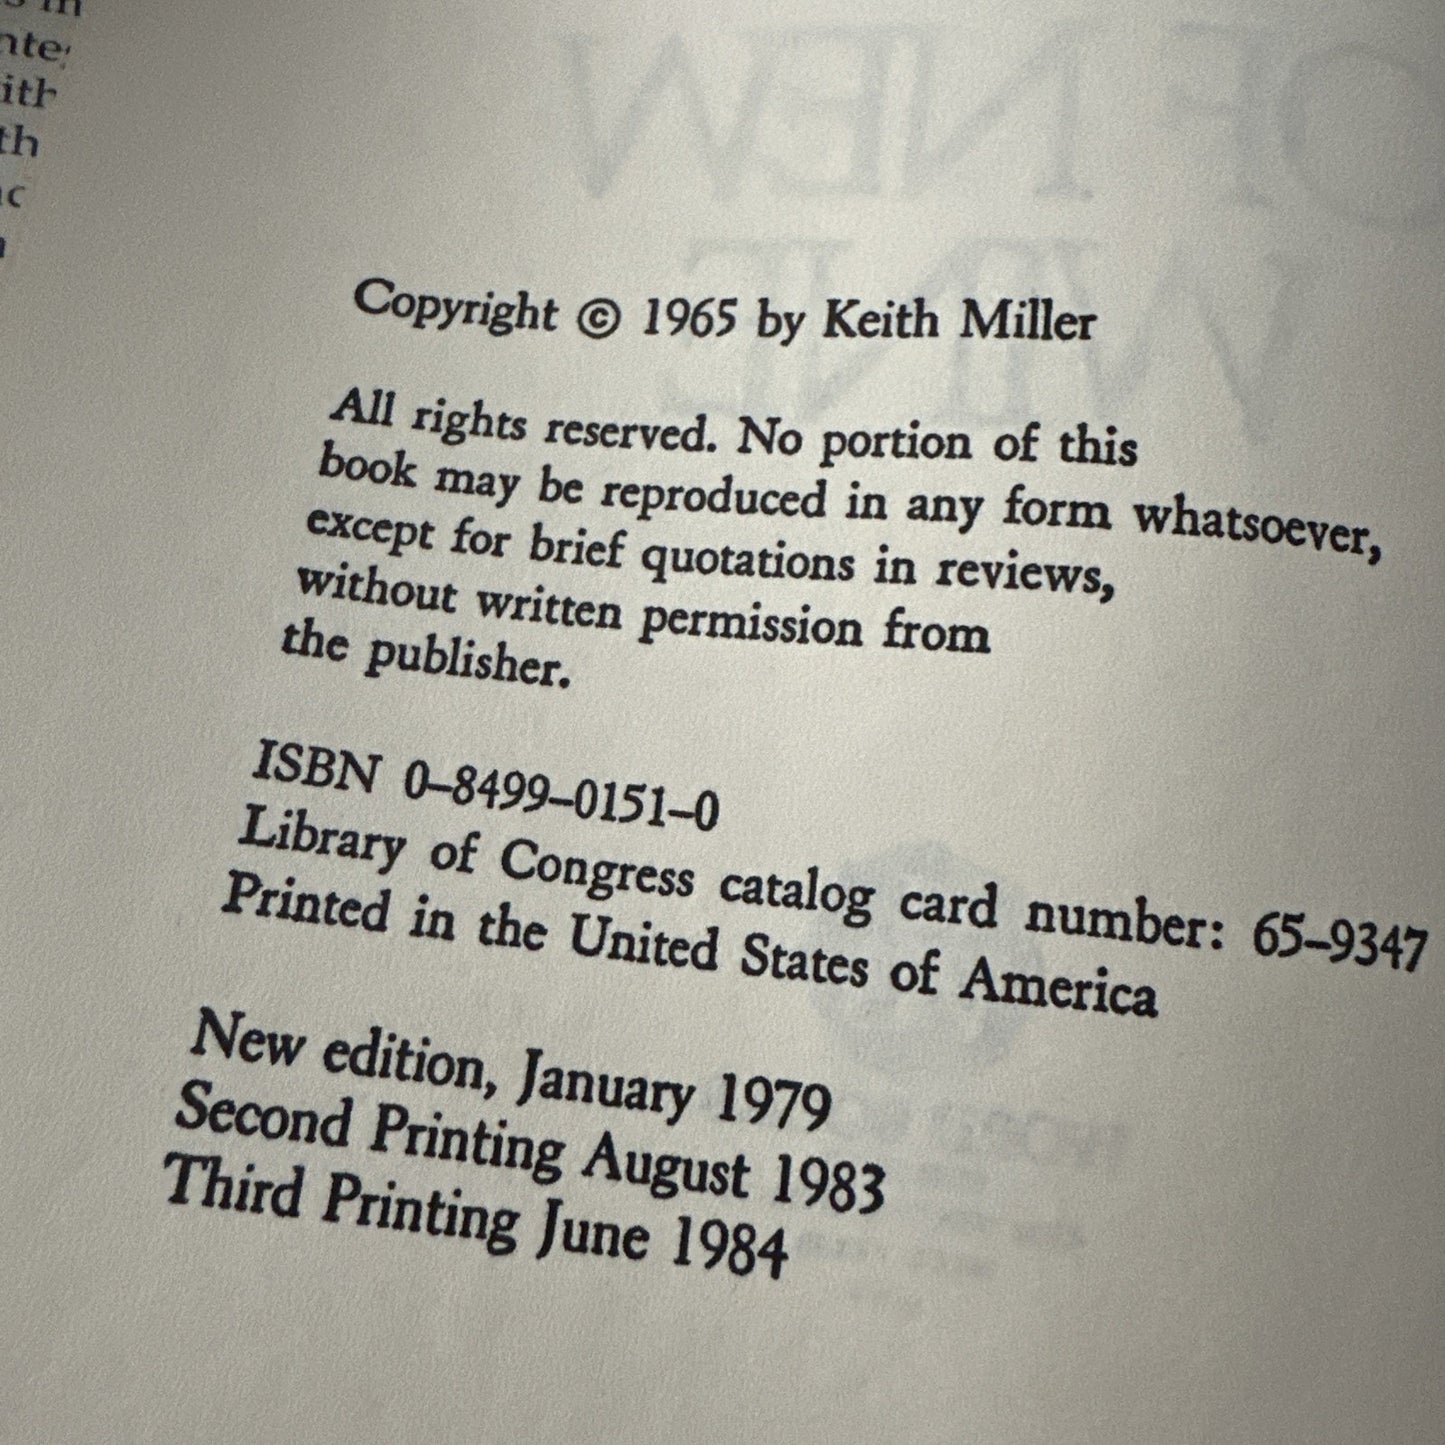 Copyright © 1965 by Keith Miller
All rights reserved. No portion of this
book may be reproduced in any form whatsoever,
except for brief quotations in reviews,
without written permission from
the publisher.
ISBN 0–8499–0151–0
Library of Congress catalog card number: 65–9347
Printed in the United States of America
New edition, January 1979
Second Printing August 1983
Third Printing June 1984
OF NEW
WINE